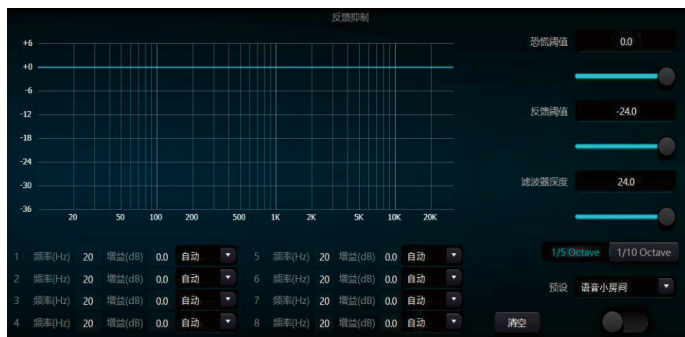 反馈抑制
+6
+0
-6
-12
-18
-24
-30
-36
20 50 100 200 500 1K 2K 5K 10K 20K
恐慌阈值 0.0
反馈阈值 -24.0
滤波器深度 24.0
1/5 Octave 1/10 Octave
预设 语音小房间
清空
1 频率(Hz) 20 增益(dB) 0.0 自动 5 频率(Hz) 20 增益(dB) 0.0 自动
2 频率(Hz) 20 增益(dB) 0.0 自动 6 频率(Hz) 20 增益(dB) 0.0 自动
3 频率(Hz) 20 增益(dB) 0.0 自动 7 频率(Hz) 20 增益(dB) 0.0 自动
4 频率(Hz) 20 增益(dB) 0.0 自动 8 频率(Hz) 20 增益(dB) 0.0 自动